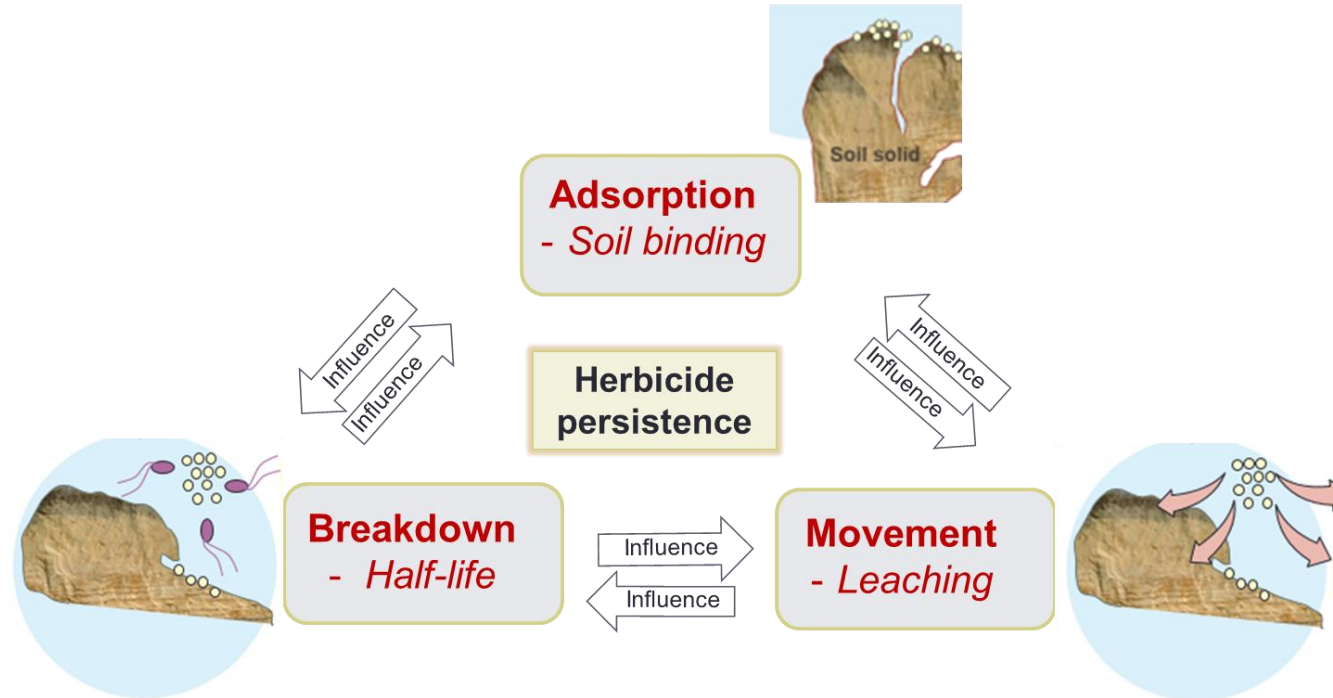 Soil solid
Adsorption
- Soil binding
Influence
Influence
Influence
Influence
Herbicide
persistence
Breakdown
- Half-life
Influence
Influence
Movement
- Leaching